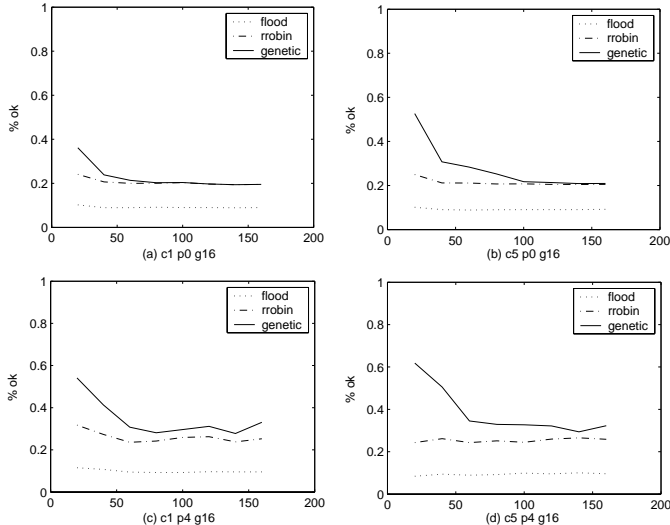 1
0.8
0.6
0.4
0.2
0
% ok
flood
rrobin
genetic
0 50 100 150 200
(a) c1 p0 g16
1
0.8
0.6
0.4
0.2
0
% ok
flood
rrobin
genetic
0 50 100 150 200
(b) c5 p0 g16
1
0.8
0.6
0.4
0.2
0
% ok
flood
rrobin
genetic
0 50 100 150 200
(c) c1 p4 g16
1
0.8
0.6
0.4
0.2
0
% ok
flood
rrobin
genetic
0 50 100 150 200
(d) c5 p4 g16